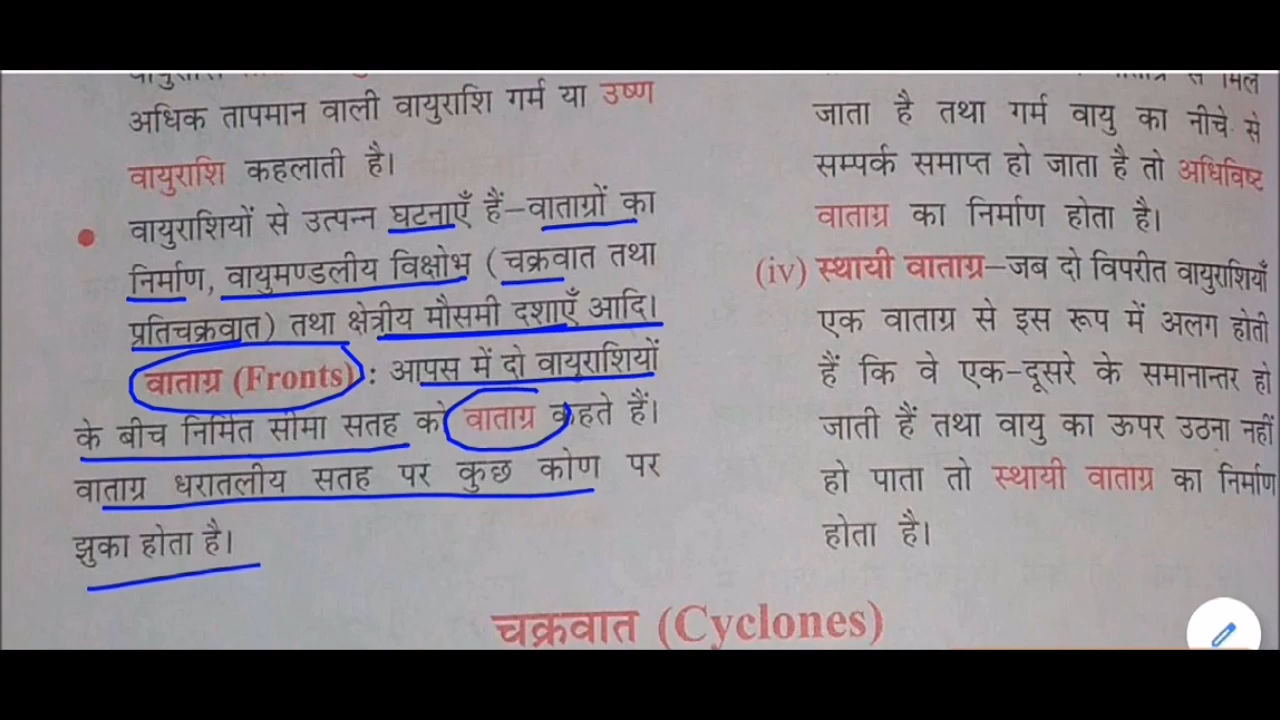 अधिक तापमान वाली वायुराशि गर्म या उष्ण
वायुराशि कहलाती है।
वायुराशियों से उत्पन्न घटनाएँ हैं–वाताग्रों का
निर्माण, वायुमण्डलीय विक्षोभ (चक्रवात तथा
प्रतिचक्रवात) तथा क्षेत्रीय मौसमी दशाएँ आदि।
वाताग्र (Fronts) : आपस में दो वायुराशियों
के बीच निर्मित सीमा सतह को वाताग्र कहते हैं।
वाताग्र धरातलीय सतह पर कुछ कोण पर
झुका होता है।
जाता है तथा गर्म वायु का नीचे से
सम्पर्क समाप्त हो जाता है तो अधिविष्ट
वाताग्र का निर्माण होता है।
(iv) स्थायी वाताग्र–जब दो विपरीत वायुराशियाँ
एक वाताग्र से इस रूप में अलग होती
हैं कि वे एक-दूसरे के समानान्तर हो
जाती हैं तथा वायु का ऊपर उठना नहीं
हो पाता तो स्थायी वाताग्र का निर्माण
होता है।
चक्रवात (Cyclones)